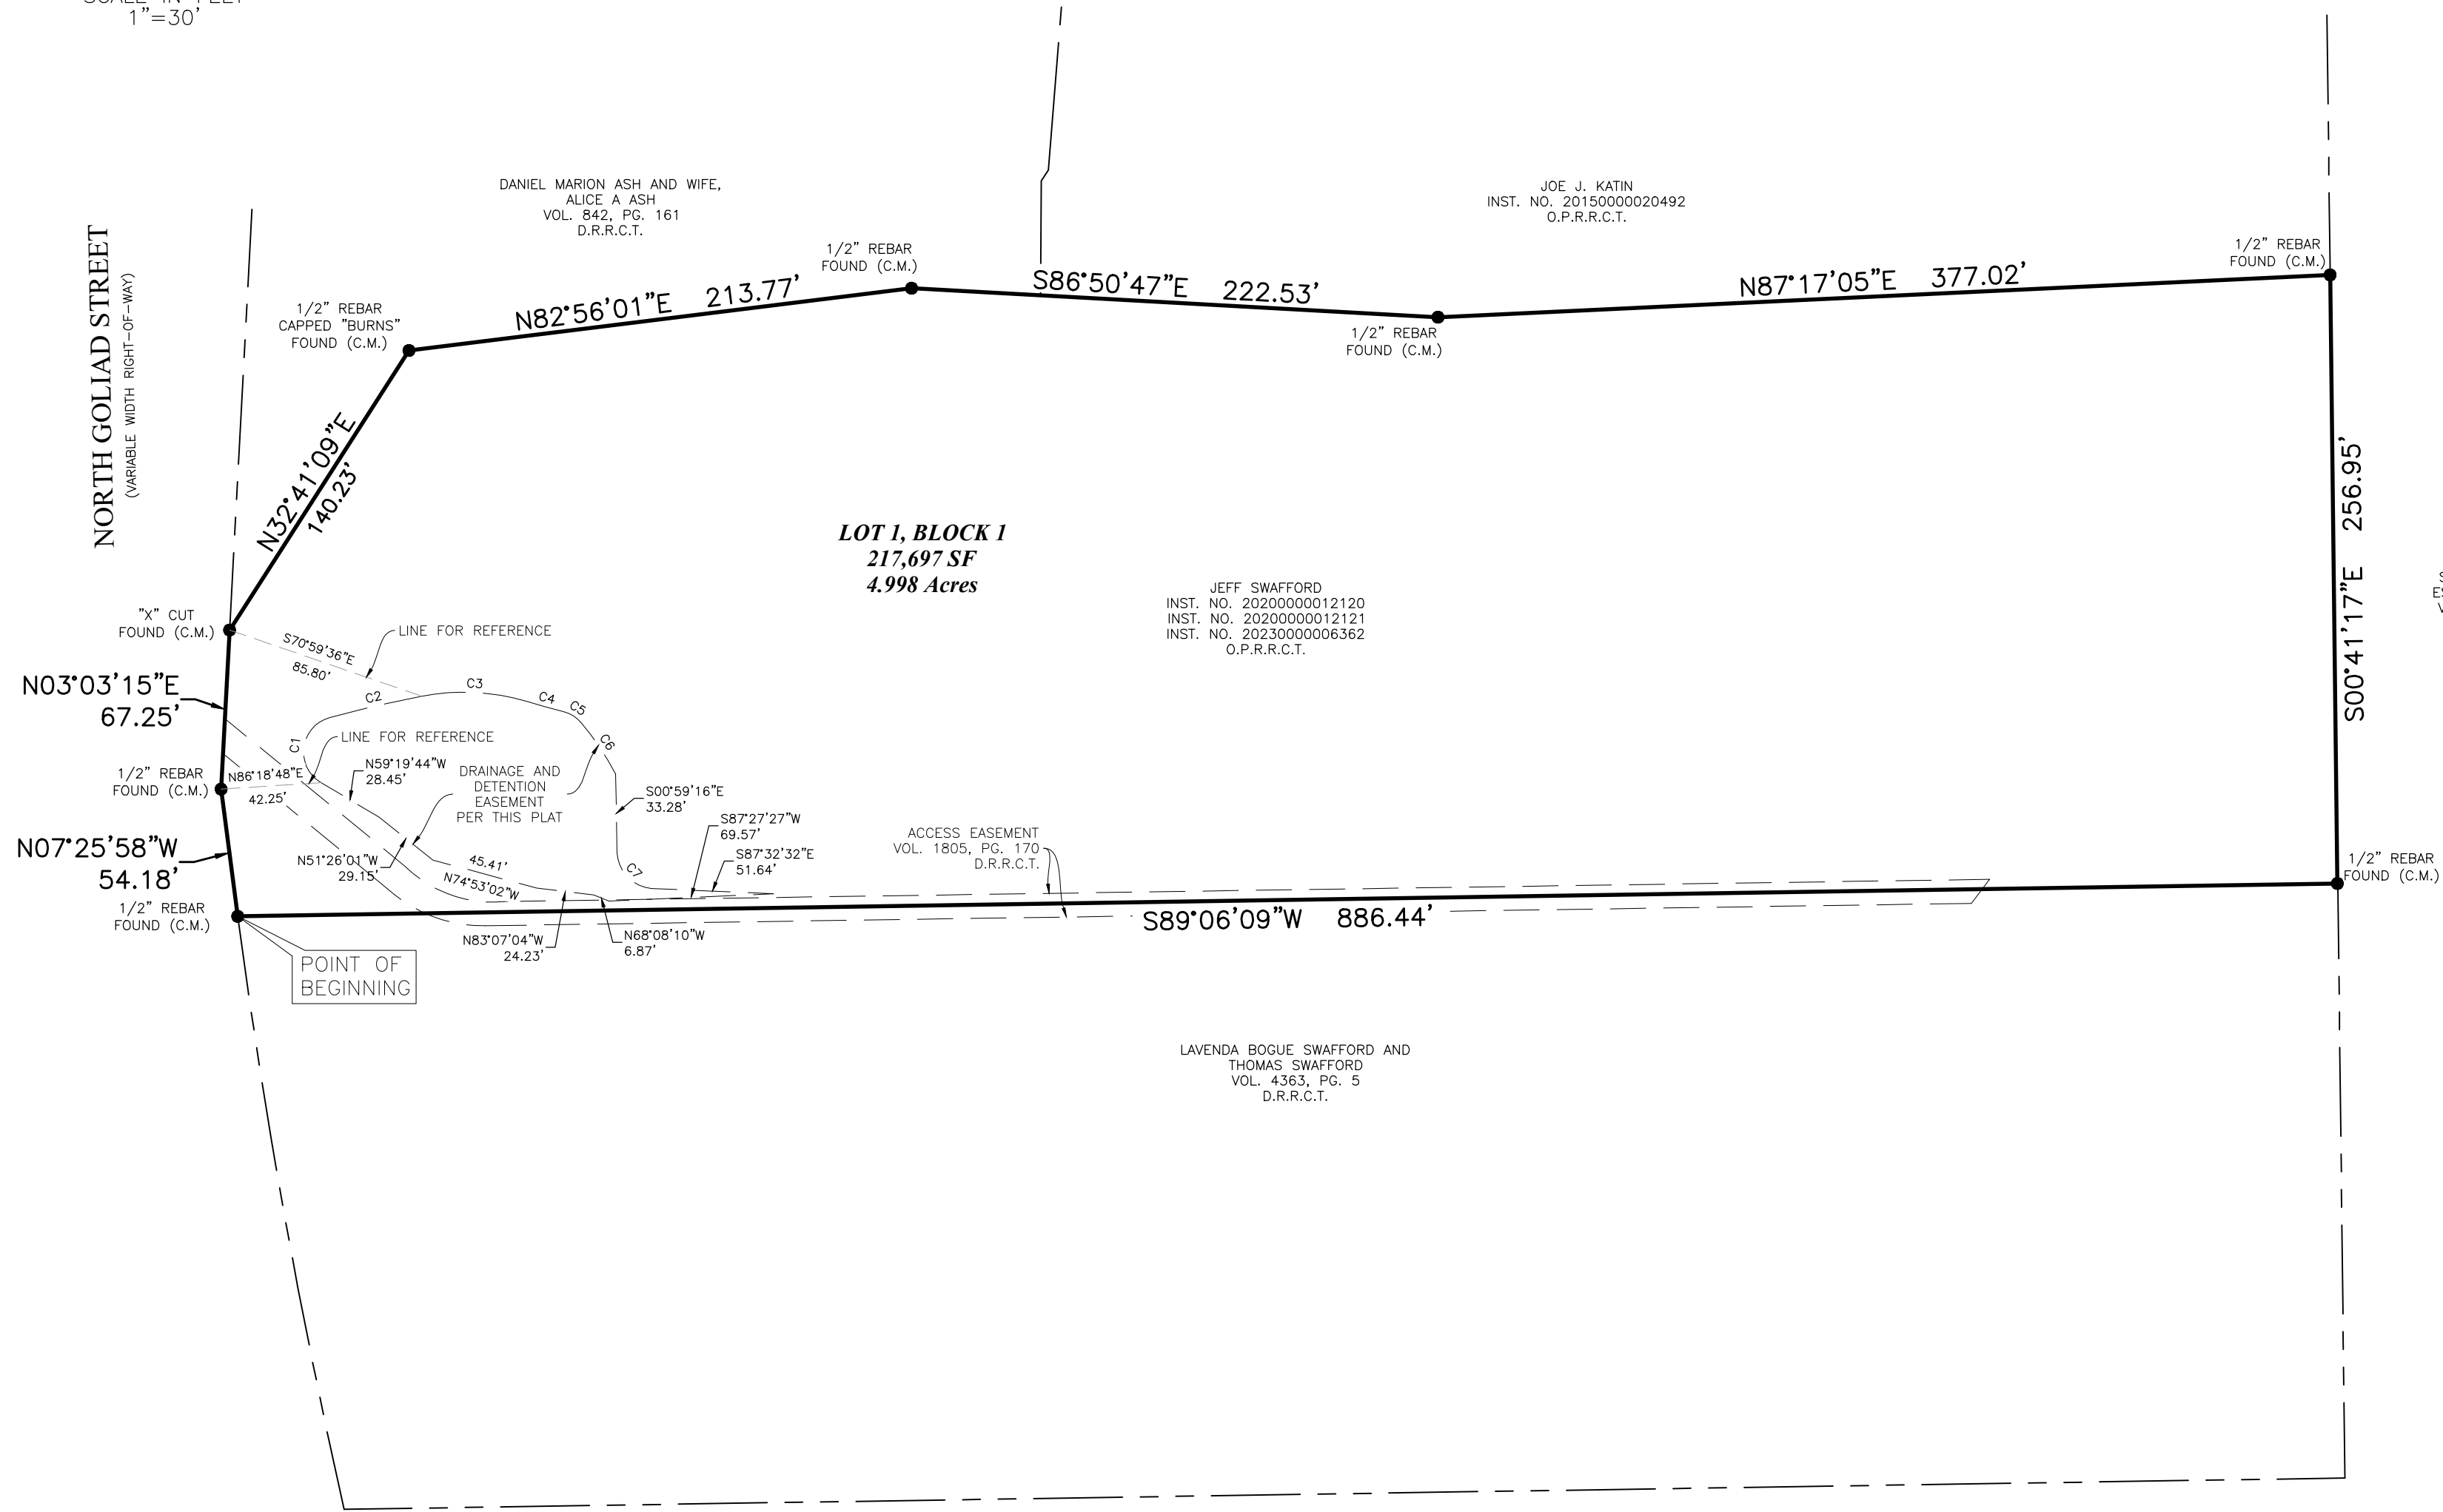 1"=30'
DANIEL MARION ASH AND WIFE,
ALICE A ASH
VOL. 842, PG. 161
D.R.R.C.T.
JOE J. KATIN
INST. NO. 20150000020492
O.P.R.R.C.T.
NORTH GOLIAD STREET
(VARIABLE WIDTH RIGHT-OF-WAY)
1/2" REBAR
FOUND (C.M.)
1/2" REBAR
FOUND (C.M.)
1/2" REBAR
CAPPED "BURNS"
FOUND (C.M.)
N82°56'01"E 213.77'
S86°50'47"E 222.53'
N87°17'05"E 377.02'
1/2" REBAR
FOUND (C.M.)
N32°41'09"E
140.23'
S00°41'17"E 256.95'
LOT 1, BLOCK 1
217,697 SF
4.998 Acres
JEFF SWAFFORD
INST. NO. 20200000012120
INST. NO. 20200000012121
INST. NO. 20230000006362
O.P.R.R.C.T.
"X" CUT
FOUND (C.M.)
S70°59'36"E
85.80'
LINE FOR REFERENCE
N03°03'15"E
67.25'
C1
C2
C3
C4
C5
C6
C7
LINE FOR REFERENCE
1/2" REBAR
FOUND (C.M.)
N86°18'48"E
42.25'
N59°19'44"W
28.45'
DRAINAGE AND
DETENTION
EASEMENT
PER THIS PLAT
S00°59'16"E
33.28'
S87°27'27"W
69.57'
S87°32'32"E
51.64'
ACCESS EASEMENT
VOL. 1805, PG. 170
D.R.R.C.T.
N07°25'58"W
54.18'
N51°26'01"W
29.15'
45.41'
N74°53'02"W
1/2" REBAR
FOUND (C.M.)
1/2" REBAR
FOUND (C.M.)
S89°06'09"W 886.44'
N83°07'04"W
24.23'
N68°08'10"W
6.87'
POINT OF
BEGINNING
LAVENDA BOGUE SWAFFORD AND
THOMAS SWAFFORD
VOL. 4363, PG. 5
D.R.R.C.T.